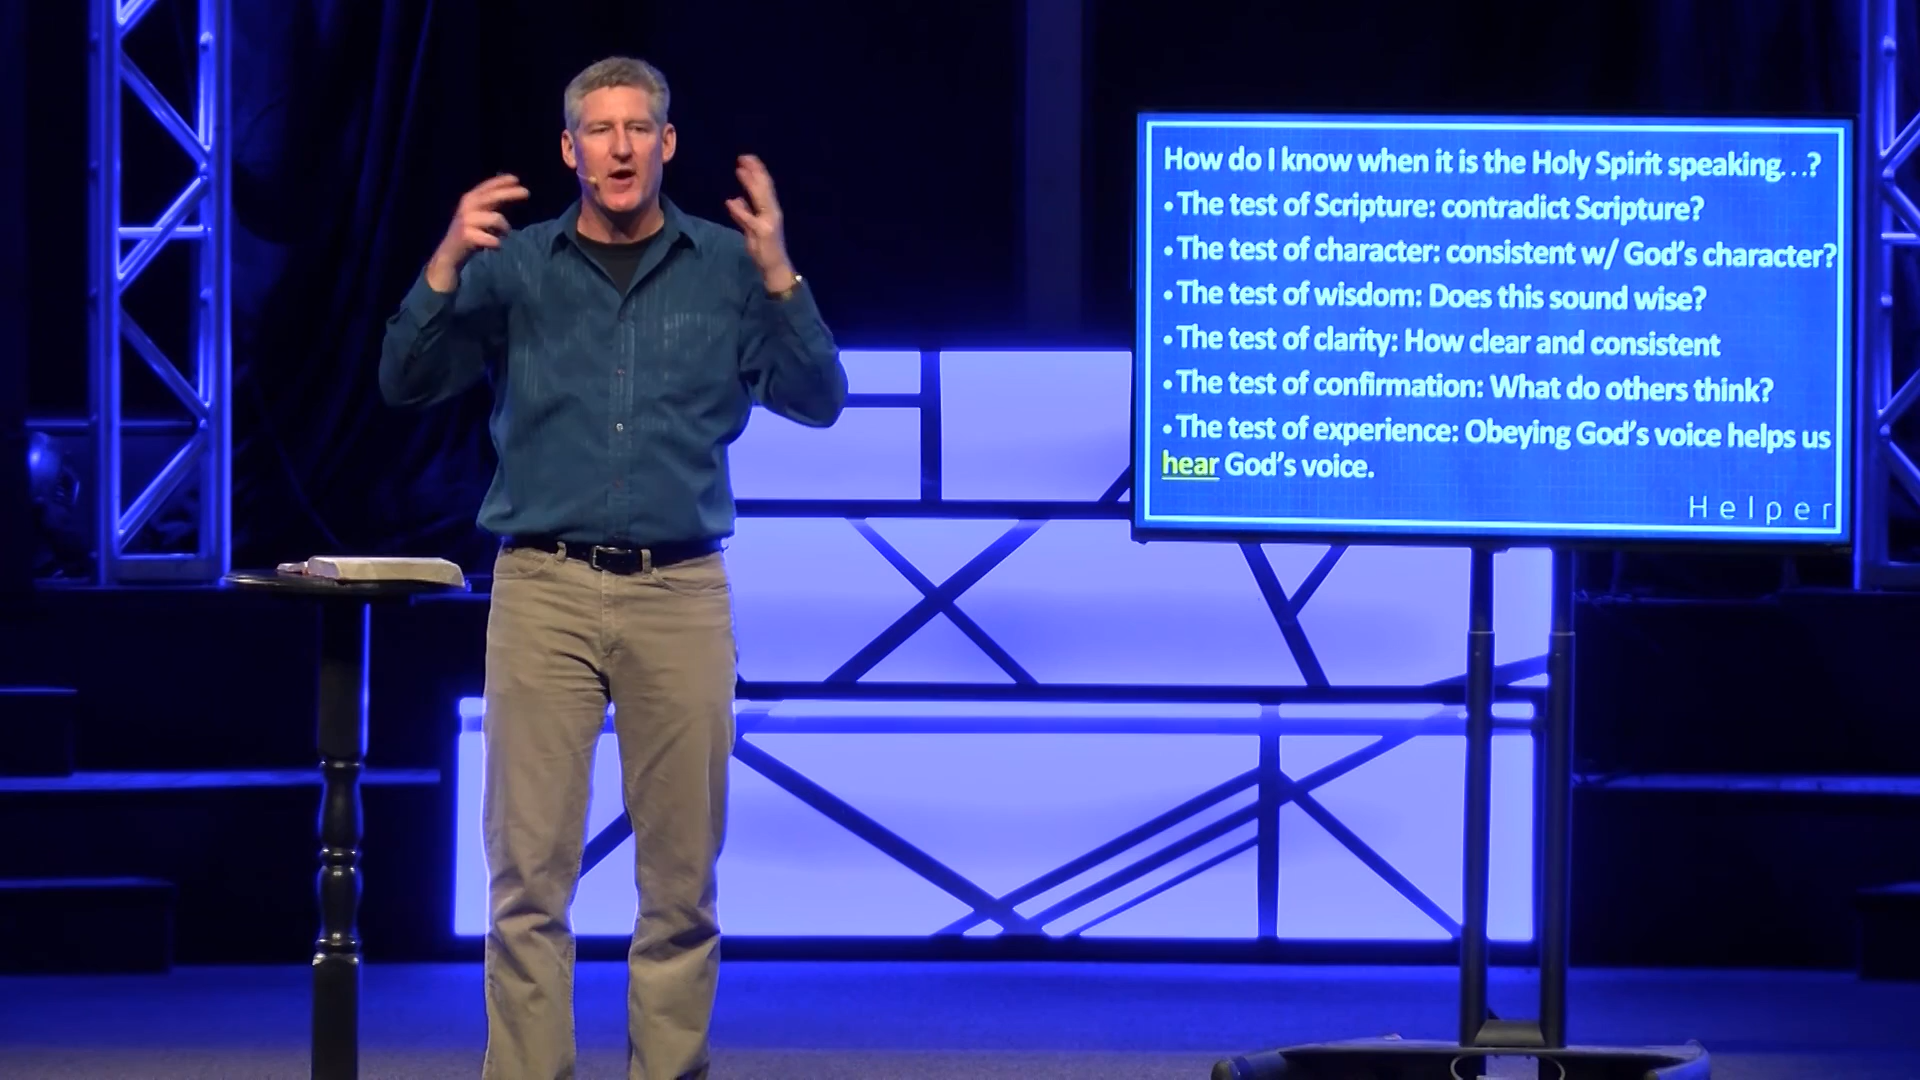 How do I know when it is the Holy Spirit speaking…?
•The test of Scripture: contradict Scripture?
•The test of character: consistent w/ God's character?
•The test of wisdom: Does this sound wise?
•The test of clarity: How clear and consistent
•The test of confirmation: What do others think?
•The test of experience: Obeying God's voice helps us
hear God's voice.
Helper